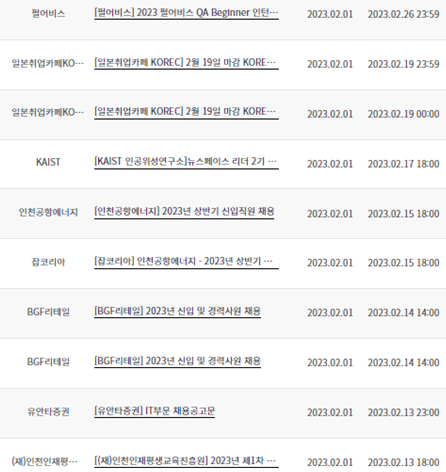 펄어비스 [펄어비스] 2023 펄어비스 QA Beginner 인턴··· 2023.02.01 2023.02.26 23:59
일본취업카페KO··· [일본취업카페 KOREC] 2월 19일 마감 KORE··· 2023.02.01 2023.02.19 23:59
일본취업카페KO··· [일본취업카페 KOREC] 2월 19일 마감 KORE··· 2023.02.01 2023.02.19 00:00
KAIST [KAIST 인공위성연구소]뉴스페이스 리더 2기 ··· 2023.02.01 2023.02.17 18:00
인천공항에너지 [인천공항에너지] 2023년 상반기 신입직원 채용 2023.02.01 2023.02.15 18:00
잡코리아 [잡코리아] 인천공항에너지 - 2023년 상반기 ··· 2023.02.01 2023.02.15 18:00
BGF리테일 [BGF리테일] 2023년 신입 및 경력사원 채용 2023.02.01 2023.02.14 14:00
BGF리테일 [BGF리테일] 2023년 신입 및 경력사원 채용 2023.02.01 2023.02.14 14:00
유안타증권 [유안타증권] IT부문 채용공고문 2023.02.01 2023.02.13 23:00
(재)인천인재평··· [(재)인천인재평생교육진흥원] 2023년 제1차 ··· 2023.02.01 2023.02.13 18:00